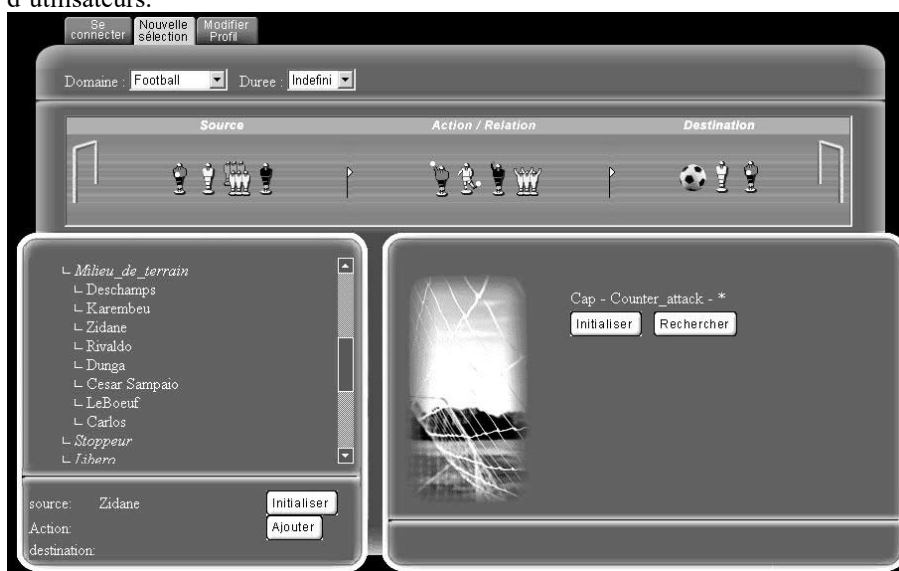 d'utilisateurs.
Se connecter
Nouvelle sélection
Modifier Profil
Domaine : Football Duree : Indefini
Source Action / Relation Destination
Milieu_de_terrain
Deschamps
Karembeu
Zidane
Rivaldo
Dunga
Cesar Sampaio
LeBoeuf
Carlos
Stoppeur
Libero
source: Zidane Initialiser
Action: Ajouter
destination:
Cap - Counter_attack - *
Initialiser Rechercher